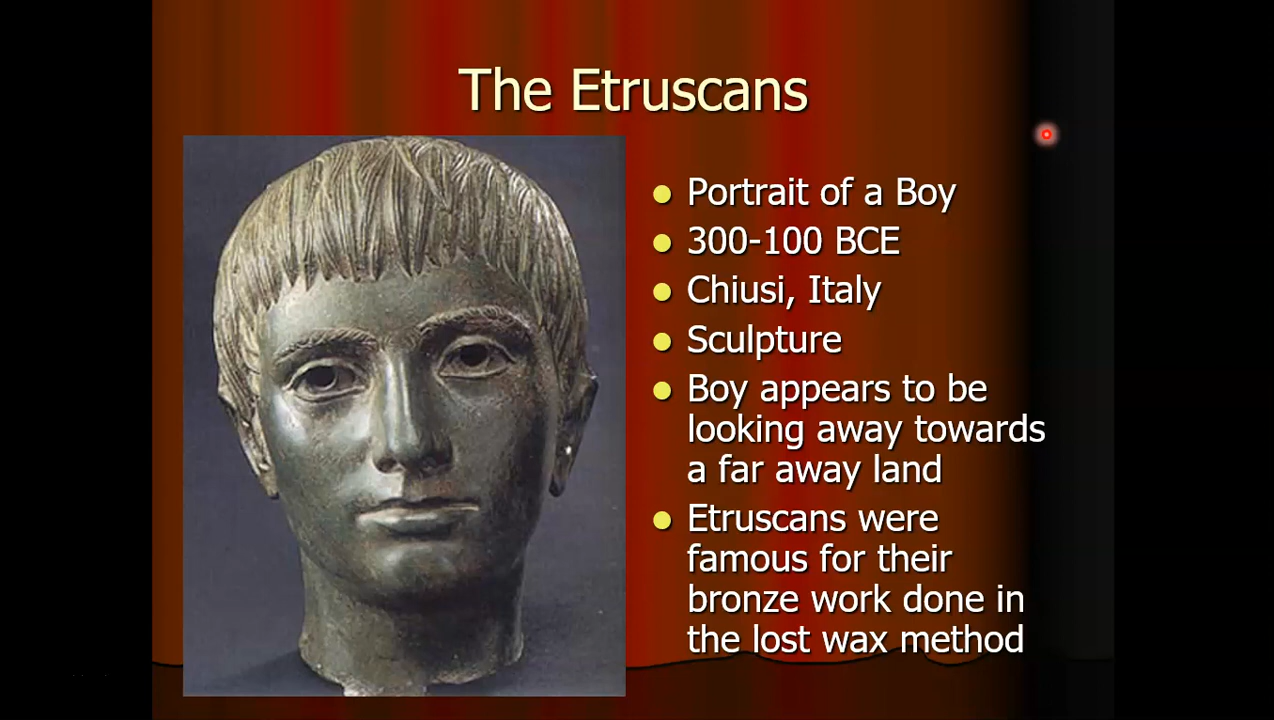 The Etruscans
Portrait of a Boy
300-100 BCE
Chiusi, Italy
Sculpture
Boy appears to be
looking away towards
a far away land
Etruscans were
famous for their
bronze work done in
the lost wax method